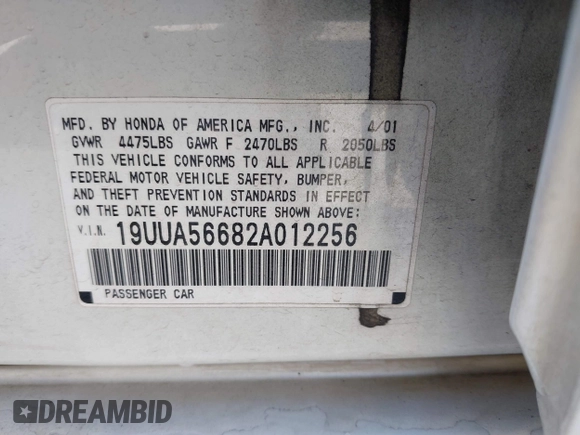 MFD. BY HONDA OF AMERICA MFG., INC. 4/01
GVWR 4475LBS GAWR F 2470LBS R 2050LBS
THIS VEHICLE CONFORMS TO ALL APPLICABLE
FEDERAL MOTOR VEHICLE SAFETY, BUMPER,
AND THEFT PREVENTION STANDARDS IN EFFECT
ON THE DATE OF MANUFACTURE SHOWN ABOVE:
V.I.N. 19UUA56682A012256
PASSENGER CAR
DREAMBID